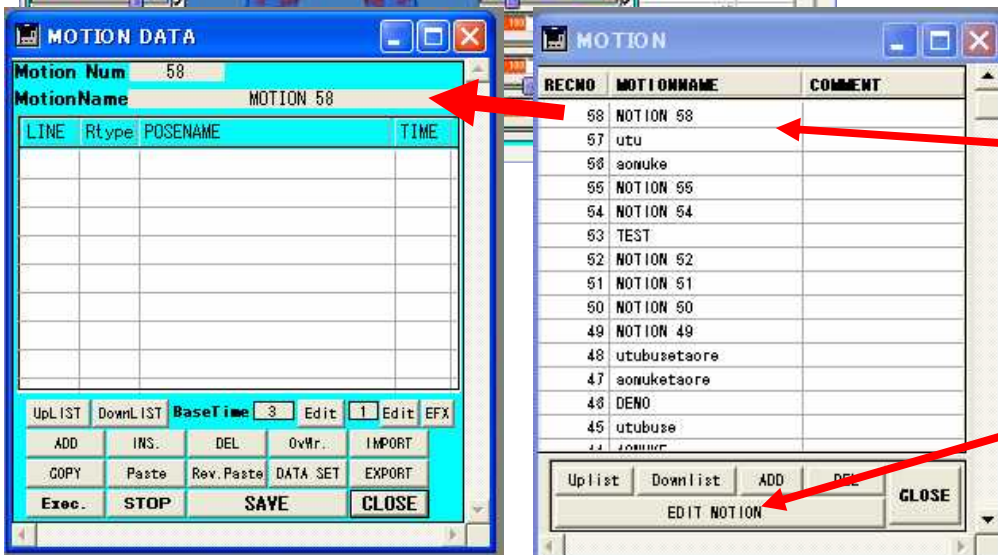 MOTION DATA
Motion Num 58
MotionName MOTION 58
LINE Rtype POSENAME TIME
UpLIST DownLIST BaseTime 3 Edit 1 Edit EFX
ADD INS. DEL OvWr. IMPORT
COPY Paste Rev.Paste DATA SET EXPORT
Exec. STOP SAVE CLOSE
MOTION
RECNO MOTIONNAME COMMENT
58 MOTION 58
57 utu
56 aomuke
55 MOTION 55
54 MOTION 54
53 TEST
52 MOTION 52
51 MOTION 51
50 MOTION 50
49 MOTION 49
48 utubusetaore
47 aomuketaore
46 DEMO
45 utubuse
Uplist Downlist ADD DEL
CLOSE
EDIT MOTION